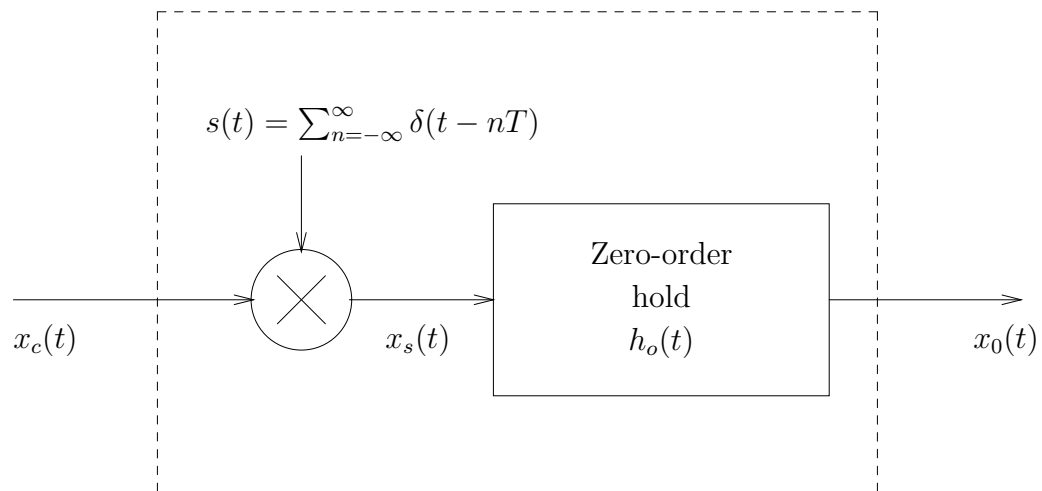 s(t) = ∑_{n=−∞}^{∞} δ(t − nT)
Zero-order
hold
h_o(t)
x_c(t)
x_s(t)
x_0(t)